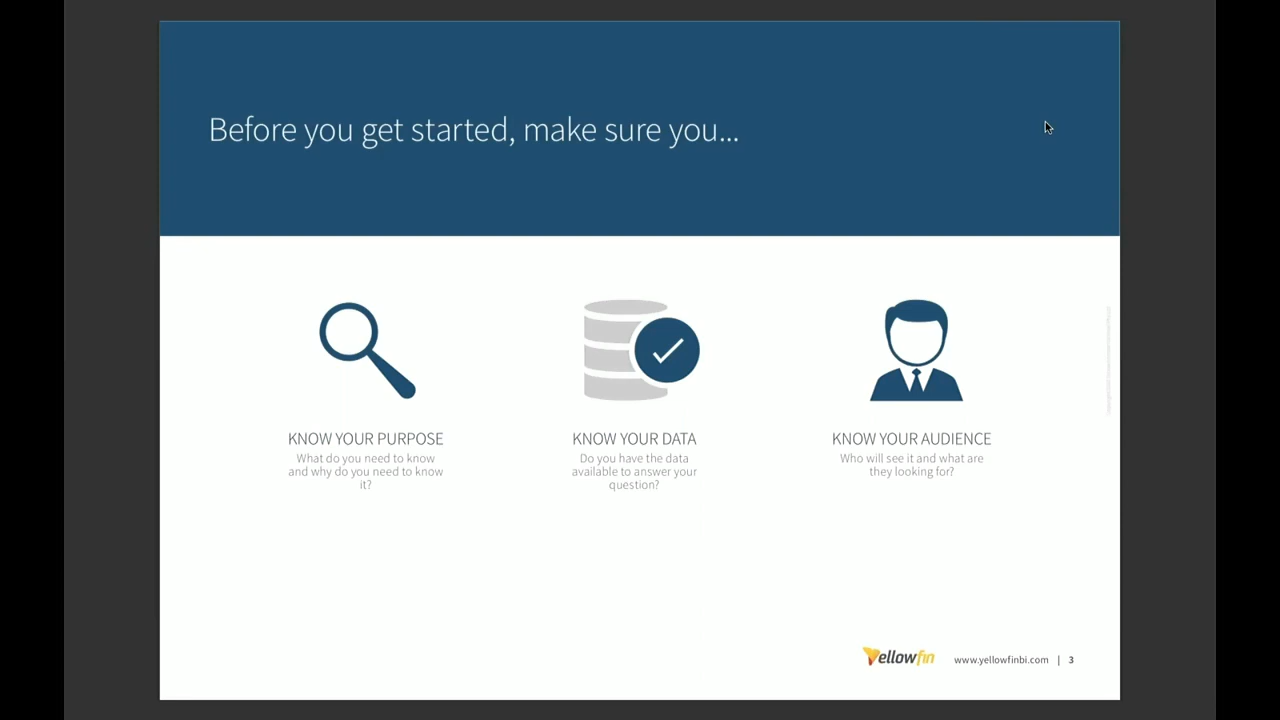 Before you get started, make sure you...
KNOW YOUR PURPOSE
What do you need to know
and why do you need to know
it?
KNOW YOUR DATA
Do you have the data
available to answer your
question?
KNOW YOUR AUDIENCE
Who will see it and what are
they looking for?
Yellowfin
www.yellowfinbi.com | 3